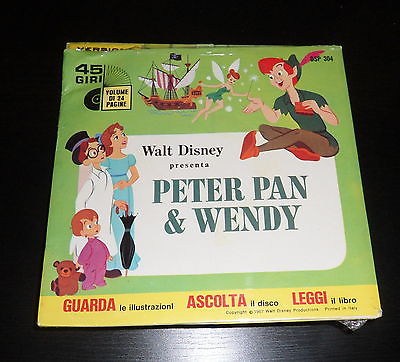 45
GIRI
VOLUME
DI 24
PAGINE
DSP 304
Walt Disney
presenta
PETER PAN
& WENDY
GUARDA le illustrazioni ASCOLTA il disco LEGGI il libro
Copyright © 1967 Walt Disney Productions Printed in Italy